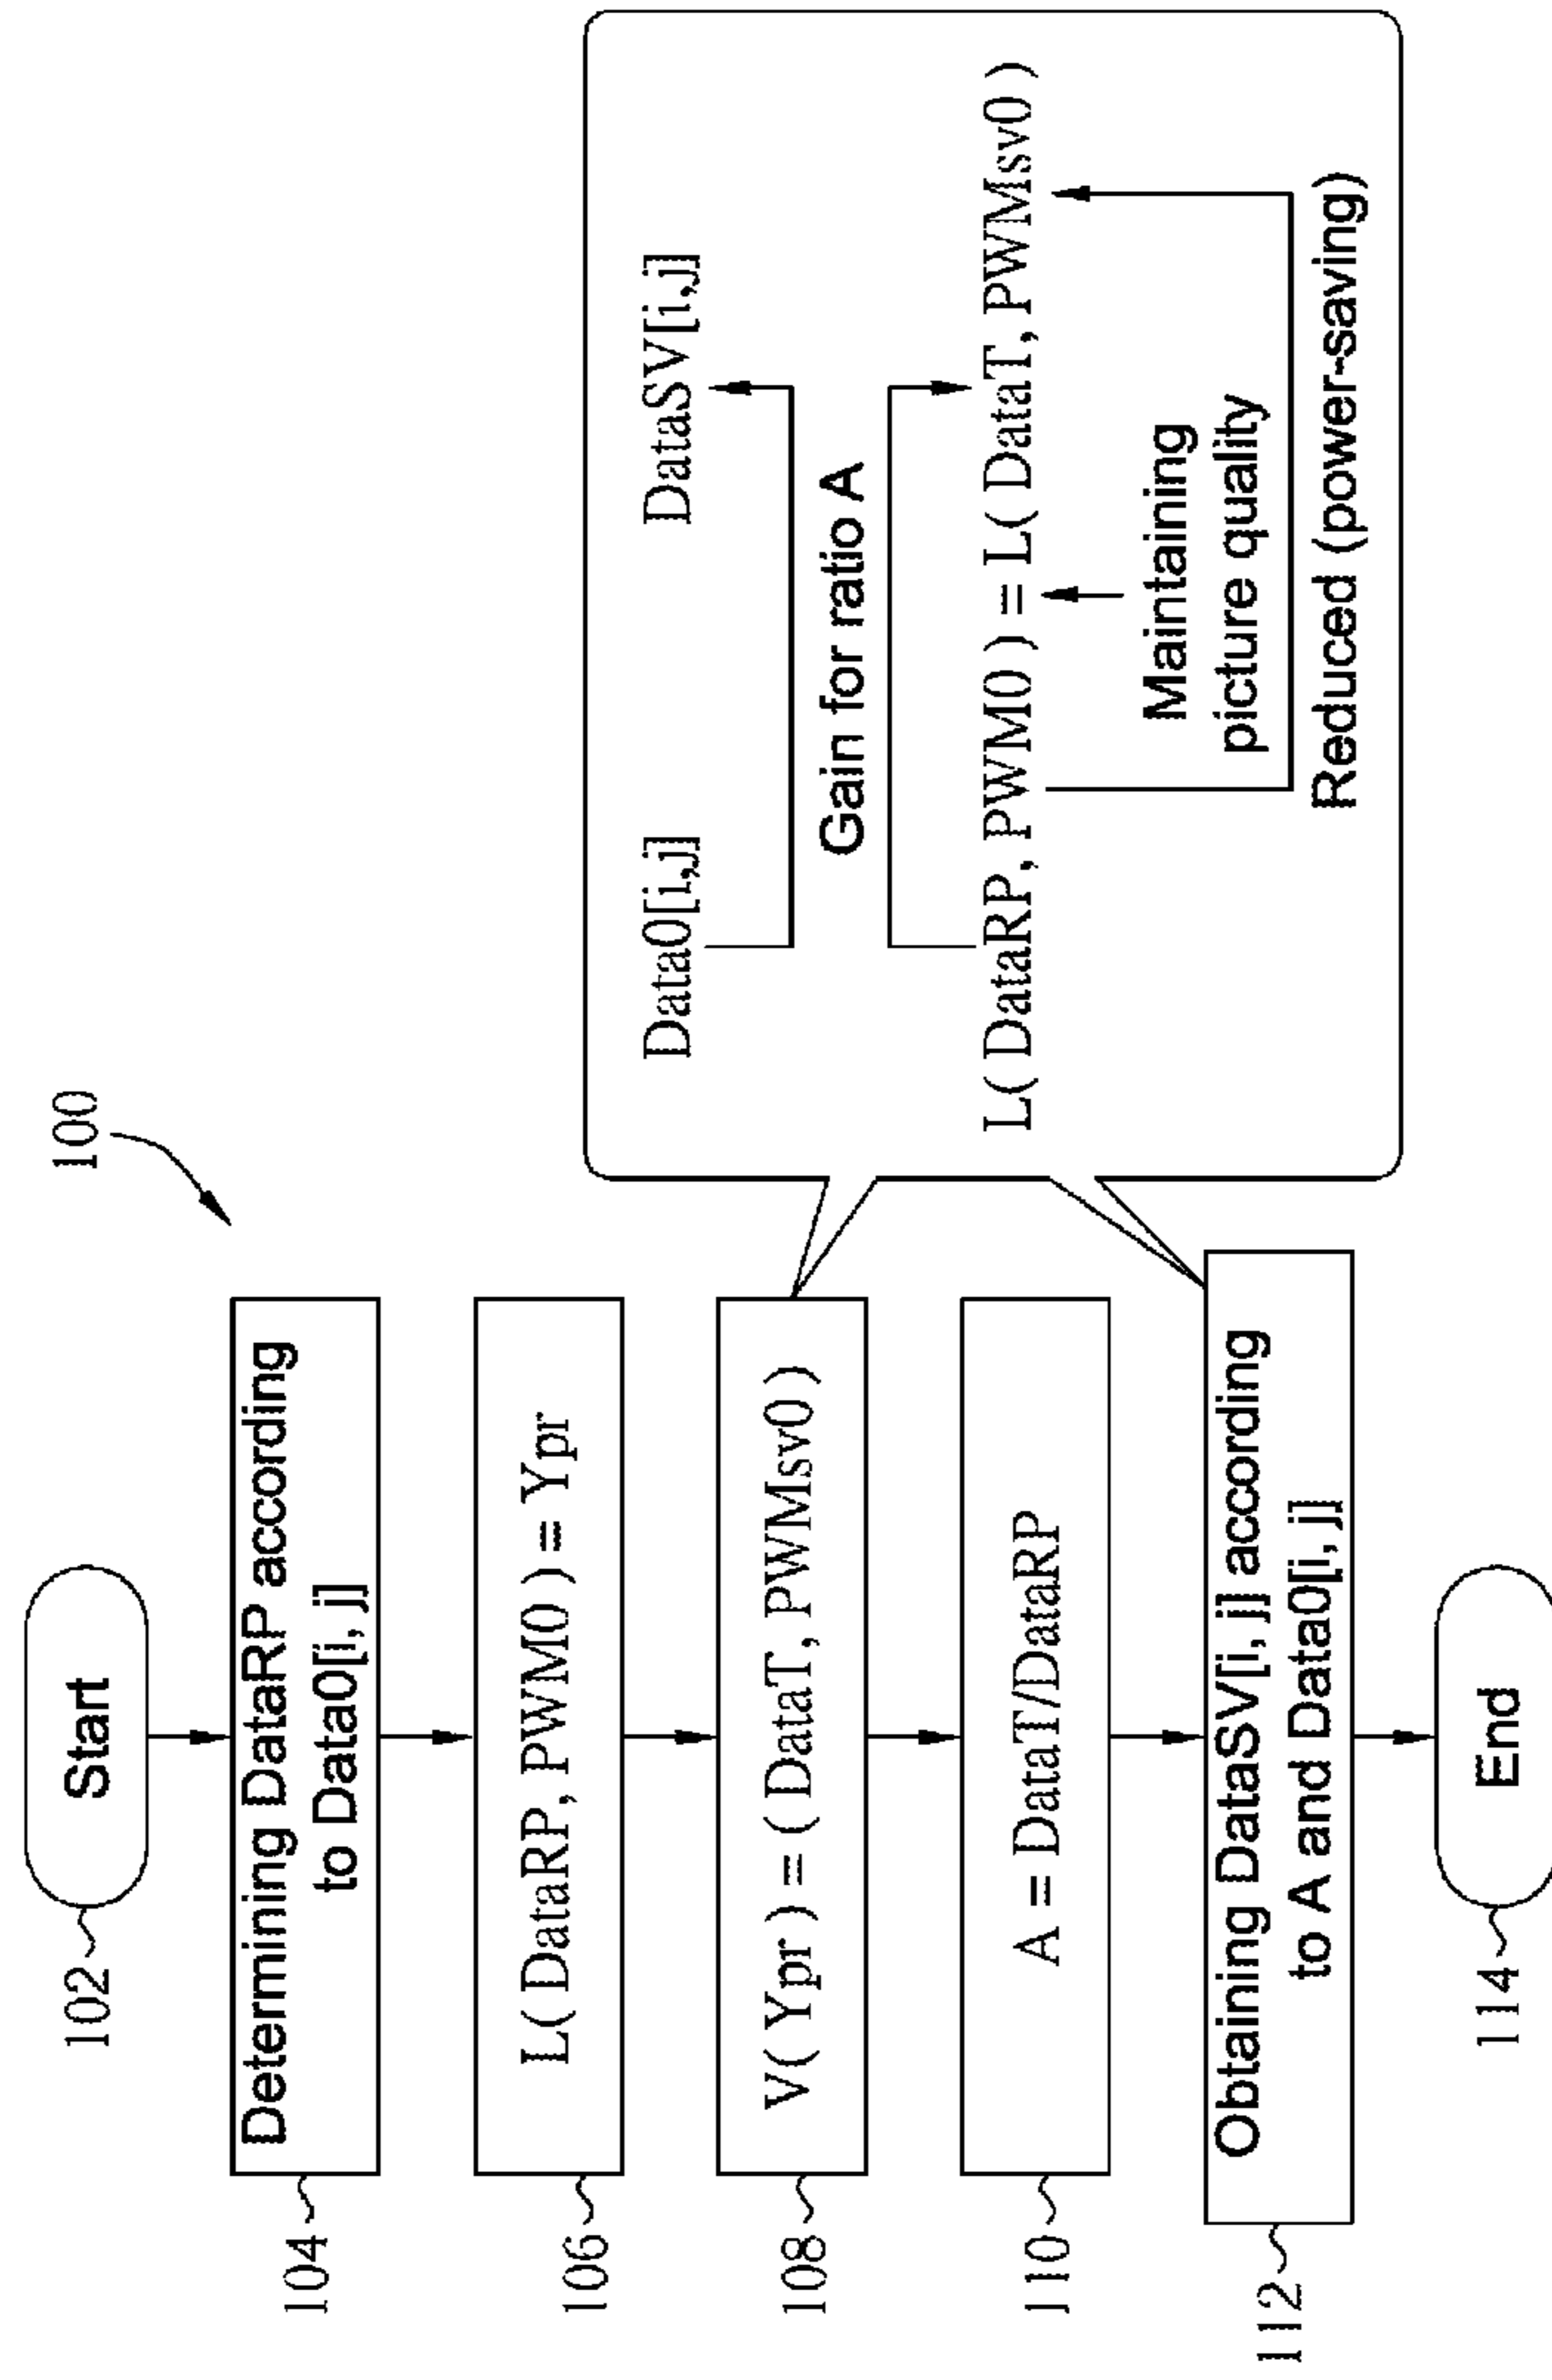 100
102
Start
104
Determining DataRP according
to Data0[i, j]
106
L( DataRP, PWM0 ) = Ypr
108
V( Ypr ) = ( DataT, PWMsv0 )
110
A = DataT/DataRP
112
Obtaining DataSV[i, j] according
to A and Data0[i, j]
114
End
Data0[i,j] DataSV[i,j]
Gain for ratio A
L( DataRP, PWM0 ) = L( DataT, PWMsv0 )
Maintaining
picture quality
Reduced (power-saving)